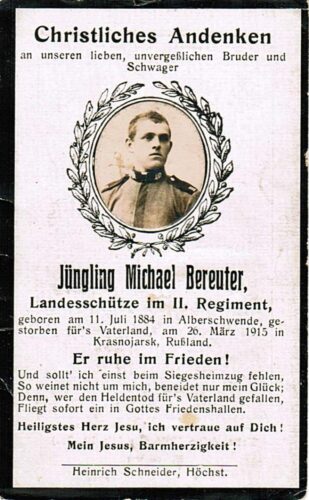 Christliches Andenken
an unseren lieben, unvergeßlichen Bruder und
Schwager
Jüngling Michael Bereuter,
Landesschütze im II. Regiment,
geboren am 11. Juli 1884 in Alberschwende, ge-
storben für's Vaterland, am 26. März 1915 in
Krasnojarsk, Rußland.
Er ruhe im Frieden!
Und sollt' ich einst beim Siegesheimzug fehlen,
So weinet nicht um mich, beneidet nur mein Glück;
Denn, wer den Heldentod für's Vaterland gefallen,
Fliegt sofort ein in Gottes Friedenshallen.
Heiligstes Herz Jesu, ich vertraue auf Dich!
Mein Jesus, Barmherzigkeit!
Heinrich Schneider, Höchst.